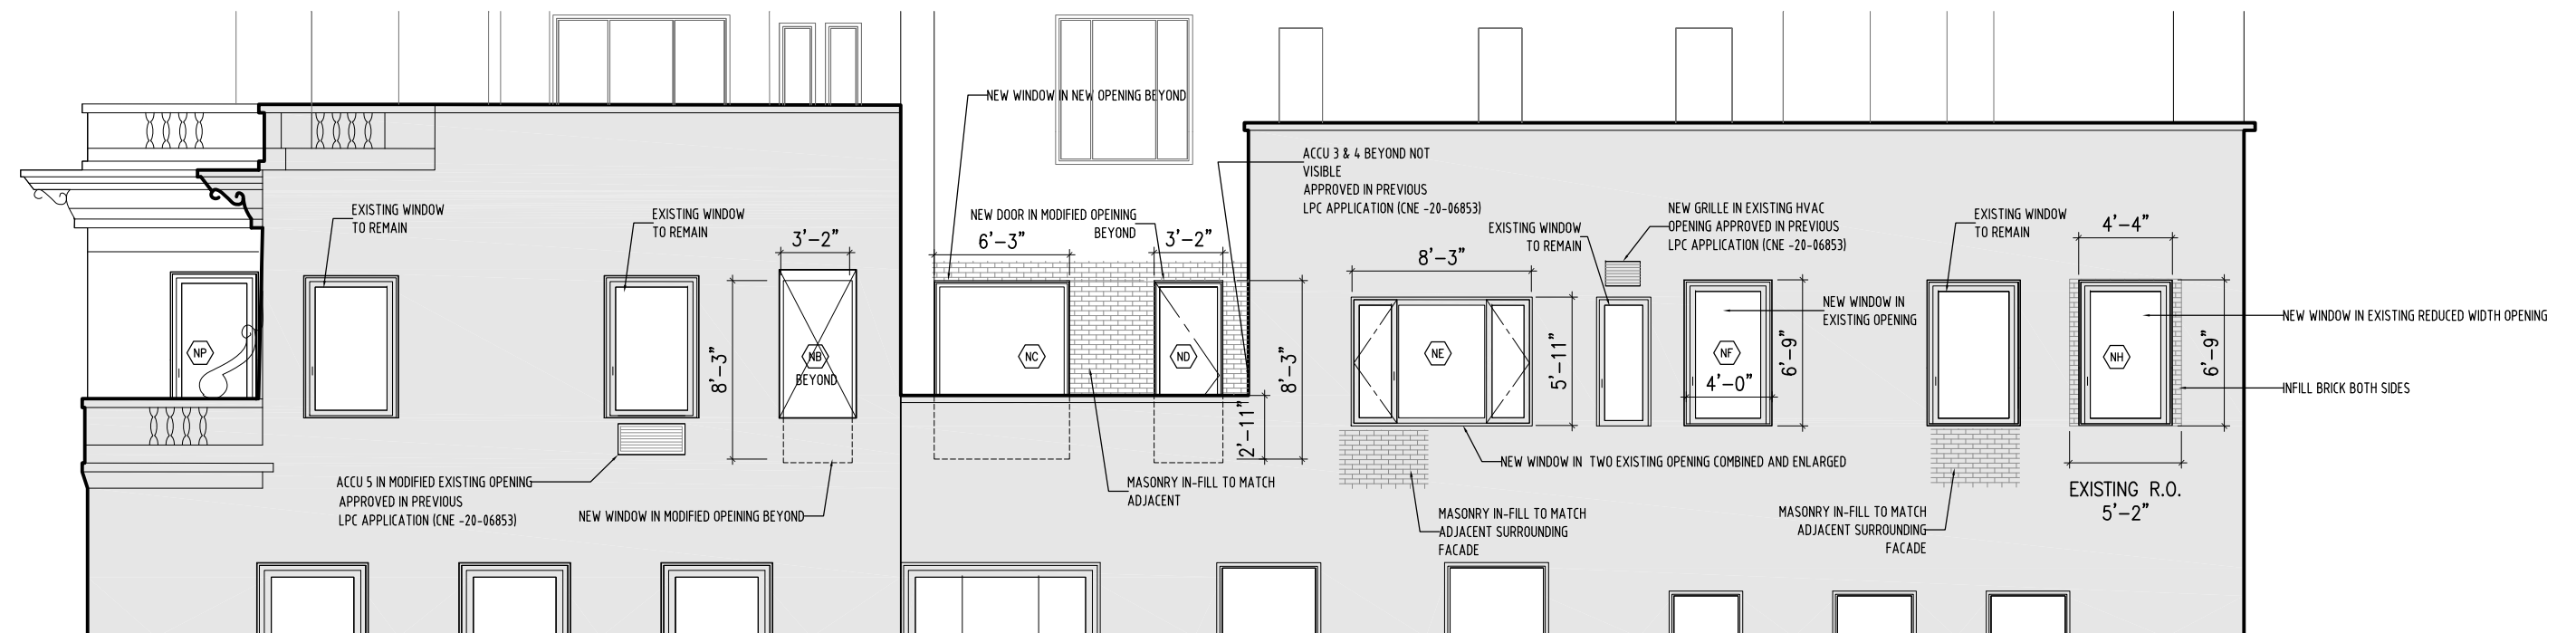 NEW WINDOW IN NEW OPENING BEYOND
ACCU 3 & 4 BEYOND NOT
VISIBLE
APPROVED IN PREVIOUS
LPC APPLICATION (CNE -20-06853)
EXISTING WINDOW
TO REMAIN
EXISTING WINDOW
TO REMAIN
3'-2"
NEW DOOR IN MODIFIED OPEINING
BEYOND
6'-3"
3'-2"
EXISTING WINDOW
TO REMAIN
NEW GRILLE IN EXISTING HVAC
OPENING APPROVED IN PREVIOUS
LPC APPLICATION (CNE -20-06853)
EXISTING WINDOW
TO REMAIN
4'-4"
8'-3"
NEW WINDOW IN
EXISTING OPENING
NEW WINDOW IN EXISTING REDUCED WIDTH OPENING
NP
NB
BEYOND
8'-3"
NC
ND
8'-3"
2'-11"
NE
5'-11"
NF
4'-0"
6'-9"
NH
6'-9"
INFILL BRICK BOTH SIDES
ACCU 5 IN MODIFIED EXISTING OPENING
APPROVED IN PREVIOUS
LPC APPLICATION (CNE -20-06853)
NEW WINDOW IN MODIFIED OPEINING BEYOND
MASONRY IN-FILL TO MATCH
ADJACENT
NEW WINDOW IN TWO EXISTING OPENING COMBINED AND ENLARGED
MASONRY IN-FILL TO MATCH
ADJACENT SURROUNDING
FACADE
MASONRY IN-FILL TO MATCH
ADJACENT SURROUNDING
FACADE
EXISTING R.O.
5'-2"